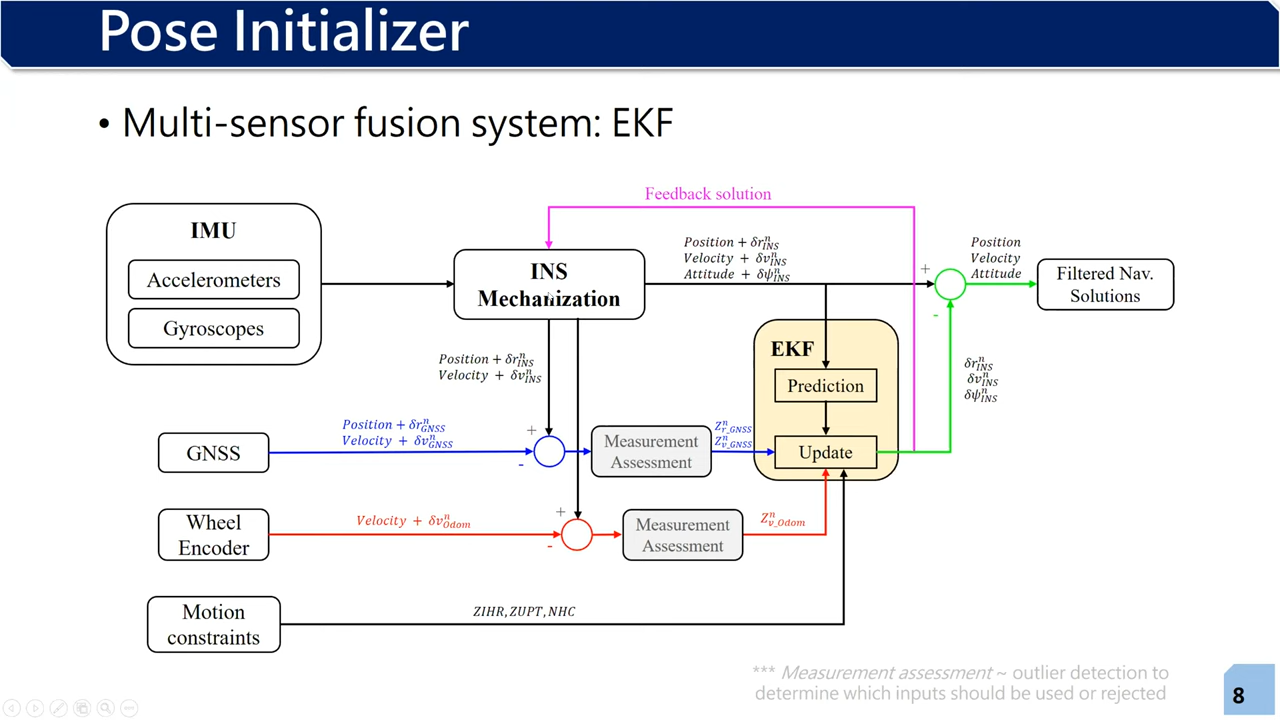 Pose Initializer
• Multi-sensor fusion system: EKF
Feedback solution
IMU
Accelerometers
Gyroscopes
INS
Mechanization
Position + δr^n_INS
Velocity + δv^n_INS
Attitude + δψ^n_INS
+
-
Position
Velocity
Attitude
Filtered Nav.
Solutions
Position + δr^n_INS
Velocity + δv^n_INS
EKF
Prediction
Update
δr^n_INS
δv^n_INS
δψ^n_INS
GNSS
Position + δr^n_GNSS
Velocity + δv^n_GNSS
+
-
Measurement
Assessment
Z^n_r_GNSS
Z^n_v_GNSS
Wheel
Encoder
Velocity + δv^n_Odom
+
-
Measurement
Assessment
Z^n_v_Odom
Motion
constraints
ZIHR, ZUPT, NHC
*** Measurement assessment ~ outlier detection to
determine which inputs should be used or rejected
8